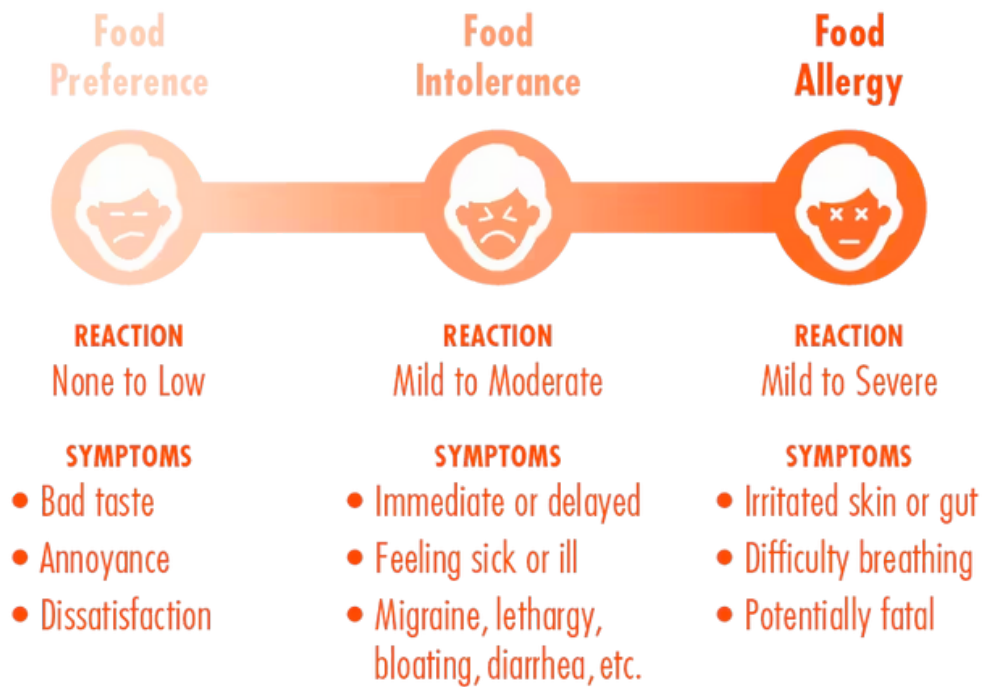 Food
Preference
REACTION
None to Low
SYMPTOMS
• Bad taste
• Annoyance
• Dissatisfaction
Food
Intolerance
REACTION
Mild to Moderate
SYMPTOMS
• Immediate or delayed
• Feeling sick or ill
• Migraine, lethargy,
bloating, diarrhea, etc.
Food
Allergy
REACTION
Mild to Severe
SYMPTOMS
• Irritated skin or gut
• Difficulty breathing
• Potentially fatal